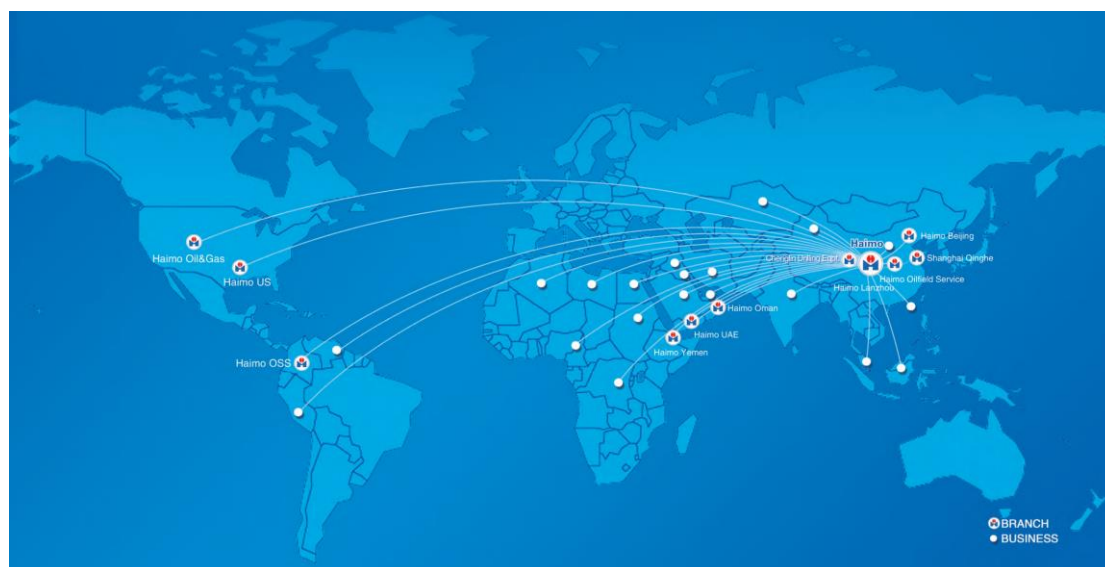 Haimo Beijing
Haimo
Shanghai Qinghe
Haimo Oil&Gas
Haimo Oilfield Service
Haimo US
Haimo Lanzhou
Haimo Oman
Haimo UAE
Haimo Yemen
Haimo OSS
BRANCH
BUSINESS